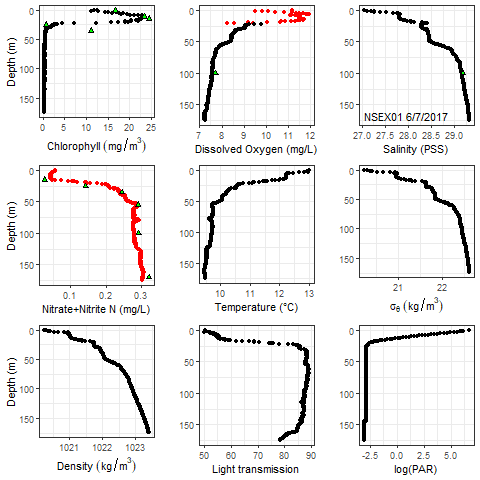 Depth (m)
0
50
100
150
0 5 10 15 20 25
Chlorophyll (mg/m³)
0
50
100
150
7 8 9 10 11 12
Dissolved Oxygen (mg/L)
0
50
100
150
NSEX01 6/7/2017
27.0 27.5 28.0 28.5 29.0
Salinity (PSS)
Depth (m)
0
50
100
150
0.1 0.2 0.3
Nitrate+Nitrite N (mg/L)
0
50
100
150
10 11 12 13
Temperature (°C)
0
50
100
150
21 22
σθ (kg/m³)
Depth (m)
0
50
100
150
1021 1022 1023
Density (kg/m³)
0
50
100
150
50 60 70 80 90
Light transmission
0
50
100
150
-2.5 0.0 2.5 5.0
log(PAR)